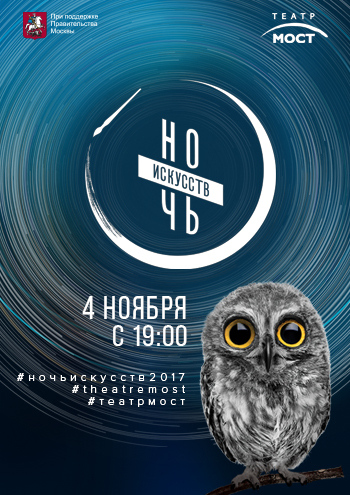 При поддержке
Правительства
Москвы
ТЕАТР
МОСТ
НО
ИСКУССТВ
ЧЬ
4 НОЯБРЯ
С 19:00
#ночьискусств2017
#theatremost
#театрмост